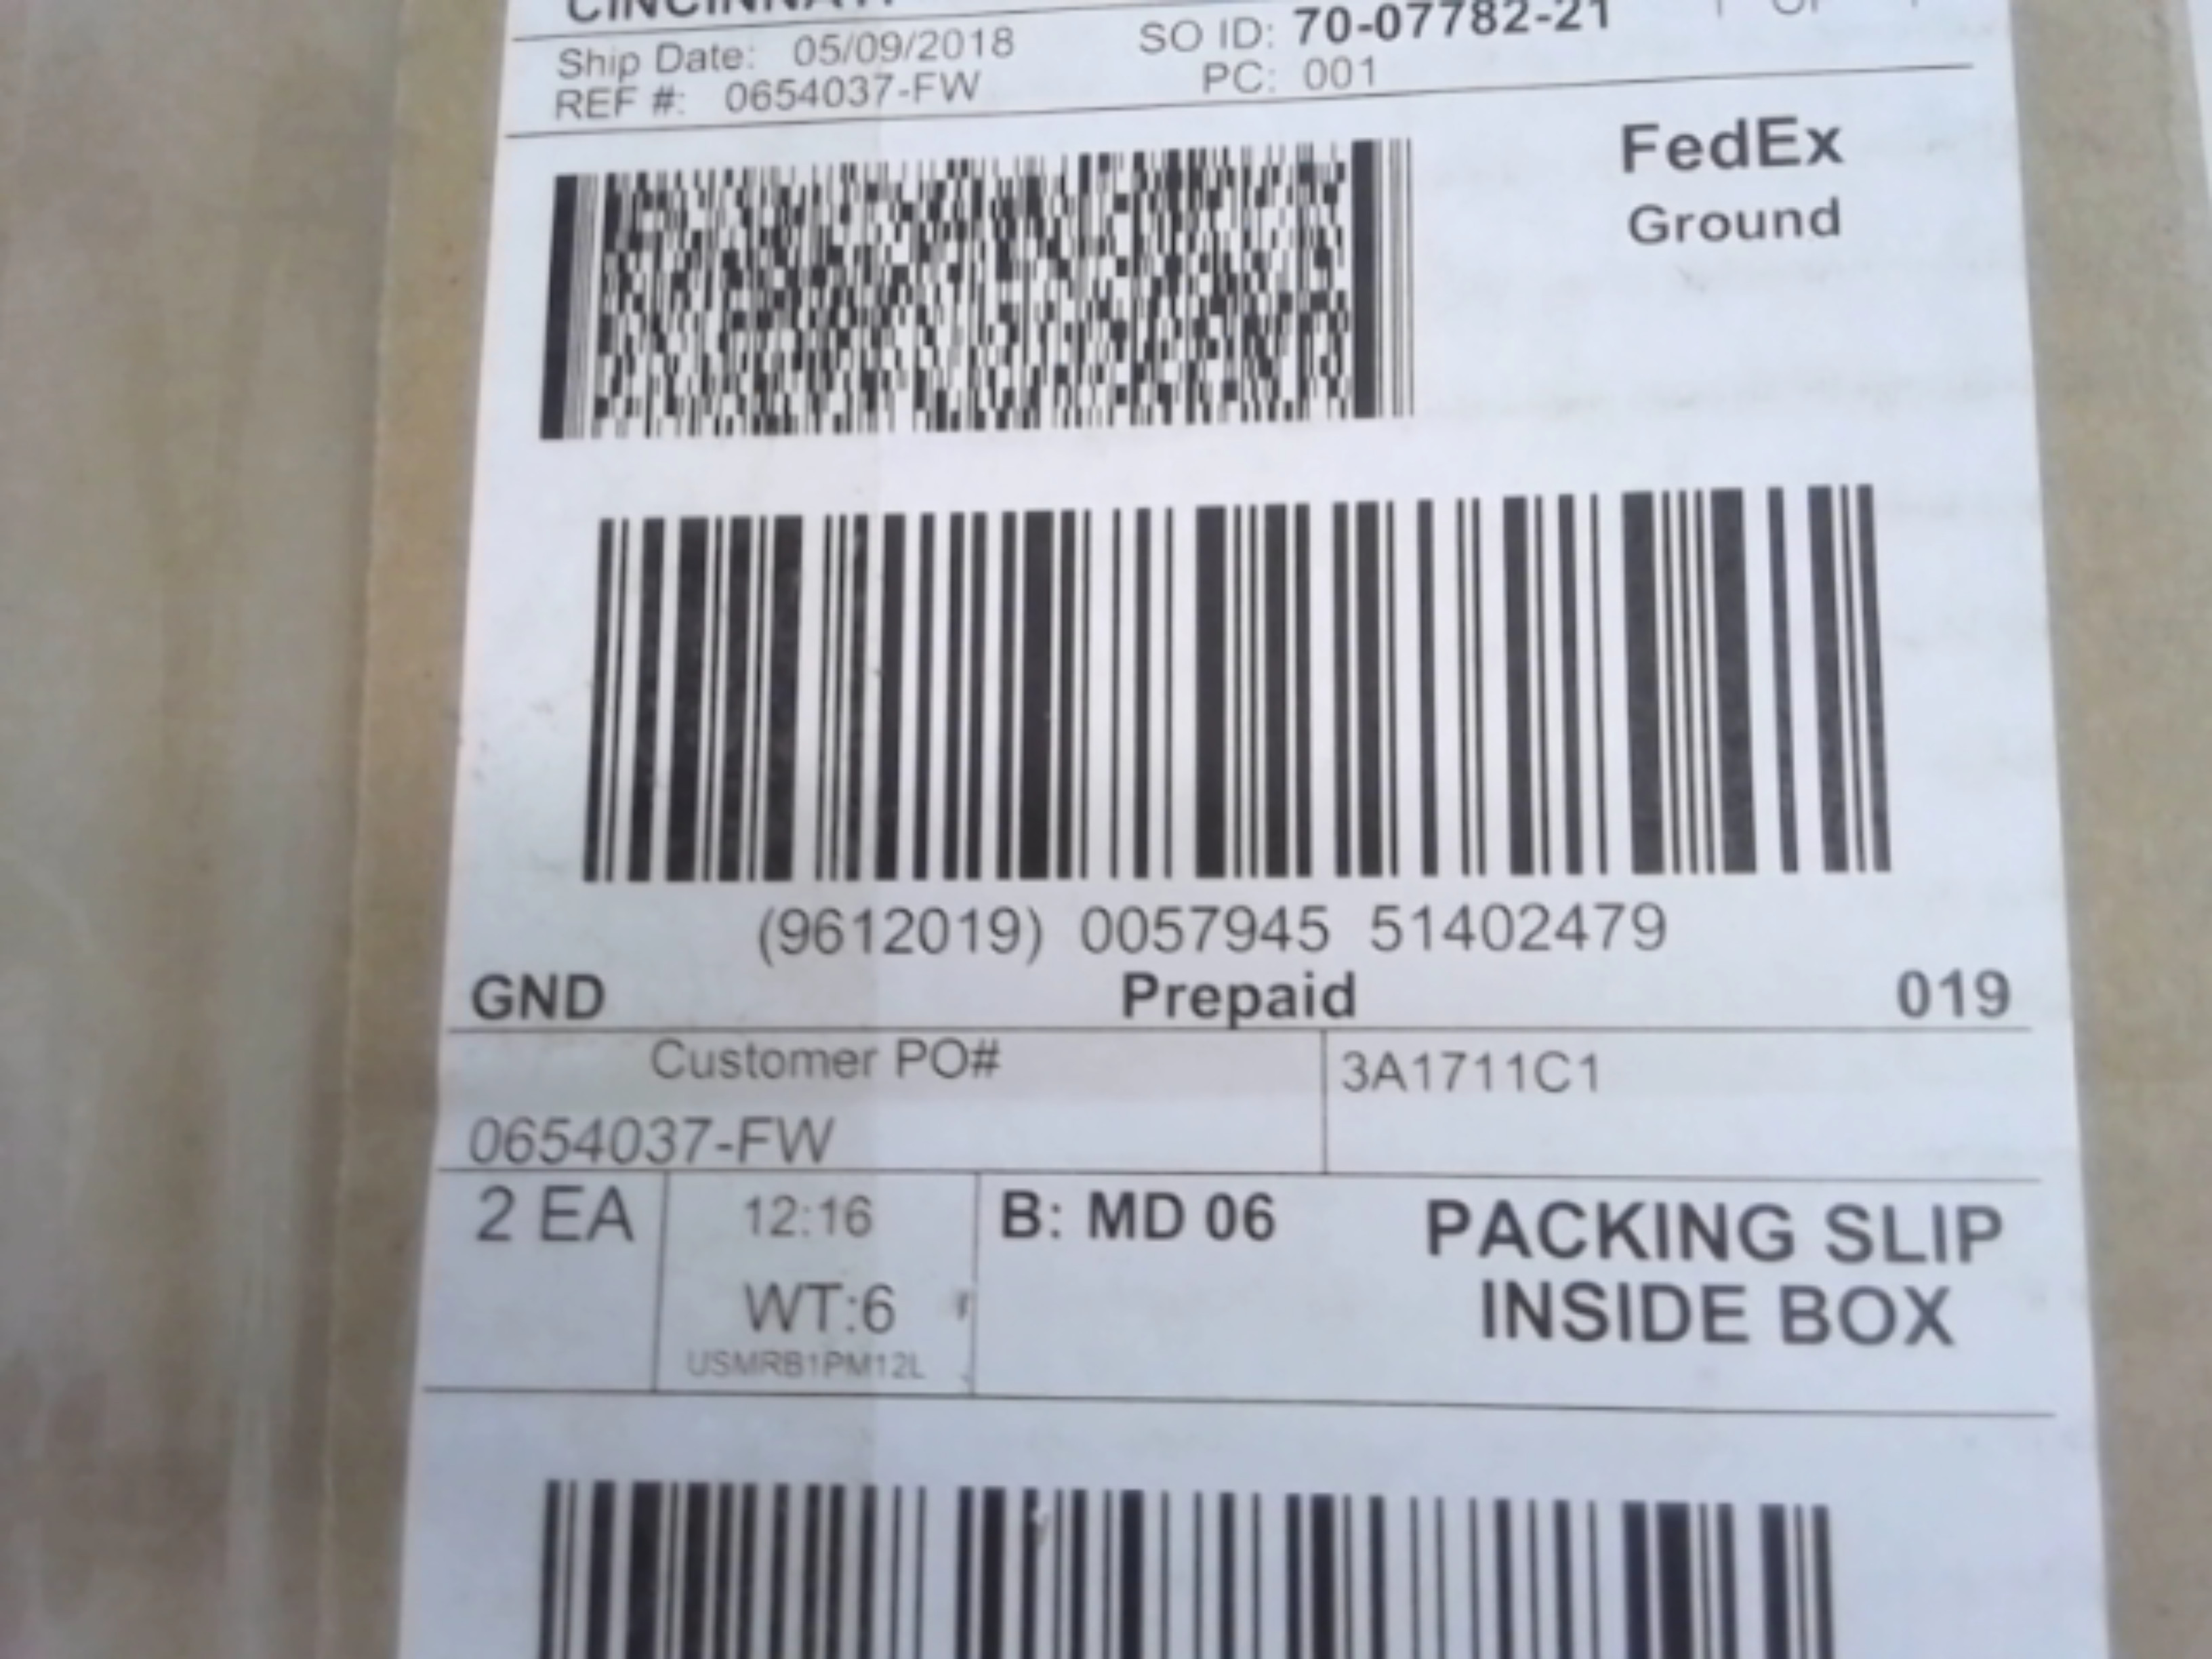 CINCINNATI
Ship Date: 05/09/2018
SO ID: 70-07782-21
REF #: 0654037-FW
PC: 001
FedEx
Ground
(9612019) 0057945 51402479
GND Prepaid 019
Customer PO#
3A1711C1
0654037-FW
2 EA
12:16
B: MD 06
PACKING SLIP
INSIDE BOX
WT:6
USMRB1PM12L